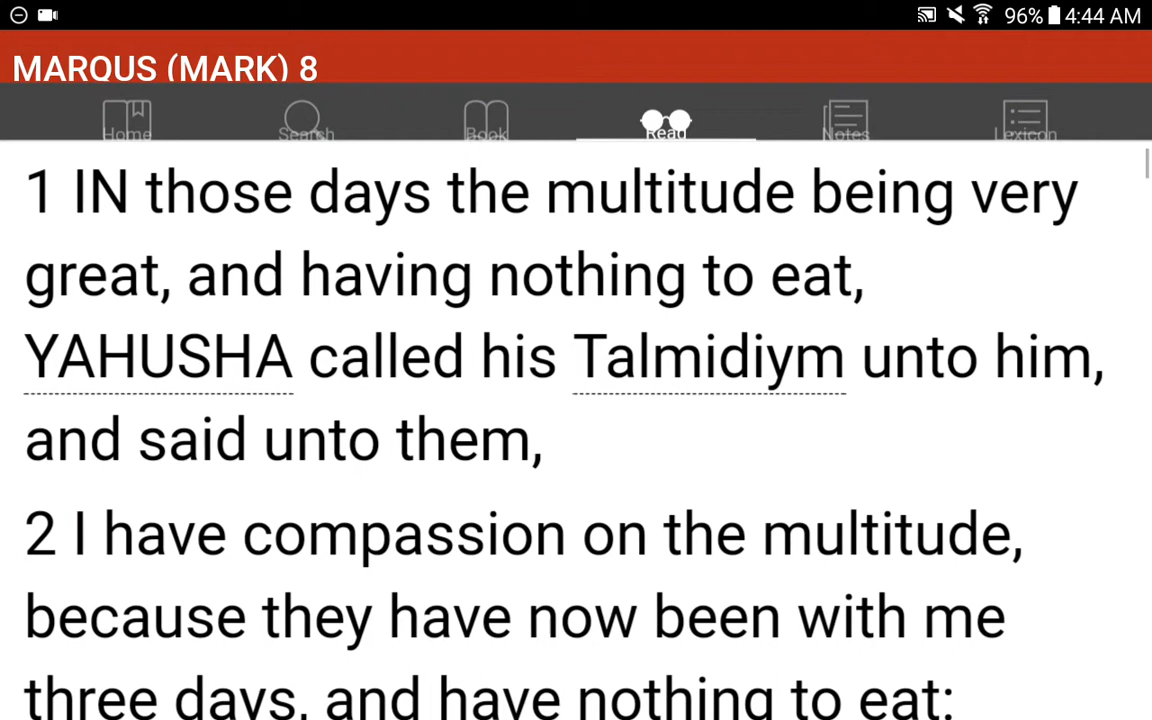 96% 4:44 AM
MARQUS (MARK) 8
Home Search Book Read Notes Lexicon
1 IN those days the multitude being very
great, and having nothing to eat,
YAHUSHA called his Talmidiym unto him,
and said unto them,
2 I have compassion on the multitude,
because they have now been with me
three days, and have nothing to eat: